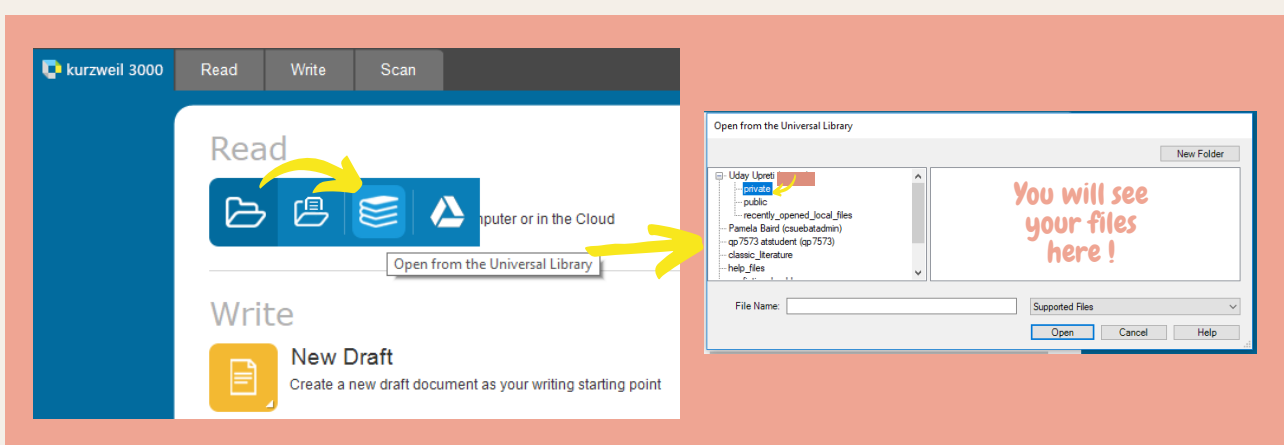 kurzweil 3000 Read Write Scan
Read
nputer or in the Cloud
Open from the Universal Library
Write
New Draft
Create a new draft document as your writing starting point
Open from the Universal Library
New Folder
Uday Upreti
private
public
recently_opened_local_files
Pamela Baird (csuebatadmin)
qp7573 atstudent (qp7573)
classic_literature
help_files
You will see
your files
here !
File Name:
Supported Files
Open Cancel Help